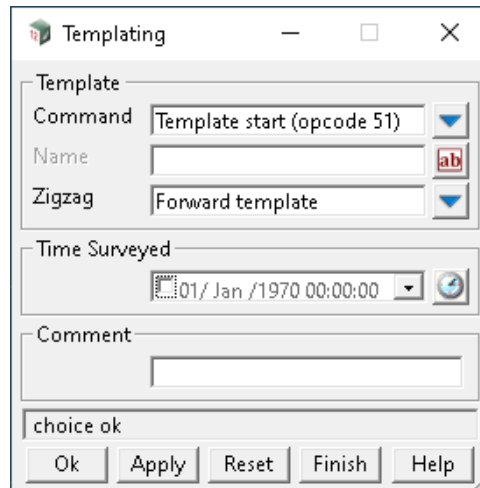 Templating
Template
Command Template start (opcode 51)
Name ab
Zigzag Forward template
Time Surveyed
01/ Jan /1970 00:00:00
Comment
choice ok
Ok Apply Reset Finish Help